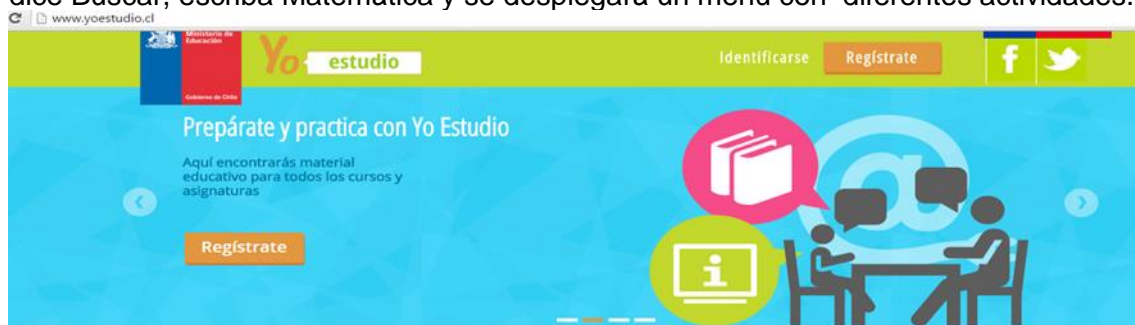 dice Buscar, escriba Matemática y se desplegará un menú con diferentes actividades.
www.yoestudio.cl
Ministerio de
Educación
Gobierno de Chile
Yo estudio
Identificarse
Regístrate
Prepárate y practica con Yo Estudio
Aquí encontrarás material
educativo para todos los cursos y
asignaturas
Regístrate